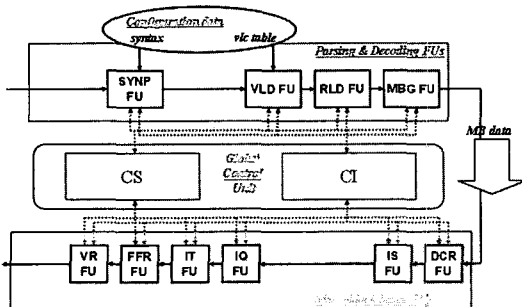 Configuration data
syntax vlc table
Parsing & Decoding FUs
SYNP
FU
VLD FU
RLD FU
MBG FU
MB data
CS
Global
Control
Unit
CI
VR
FU
FFR
FU
IT
FU
IQ
FU
IS
FU
DCR
FU